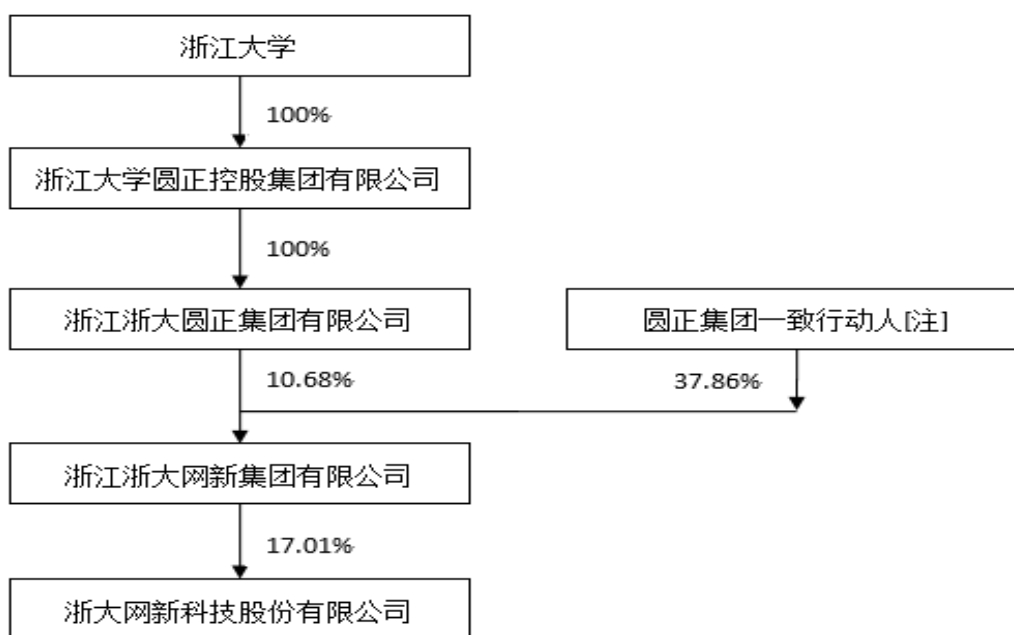 浙江大学
100%
浙江大学圆正控股集团有限公司
100%
浙江浙大圆正集团有限公司
圆正集团一致行动人[注]
10.68%
37.86%
浙江浙大网新集团有限公司
17.01%
浙大网新科技股份有限公司